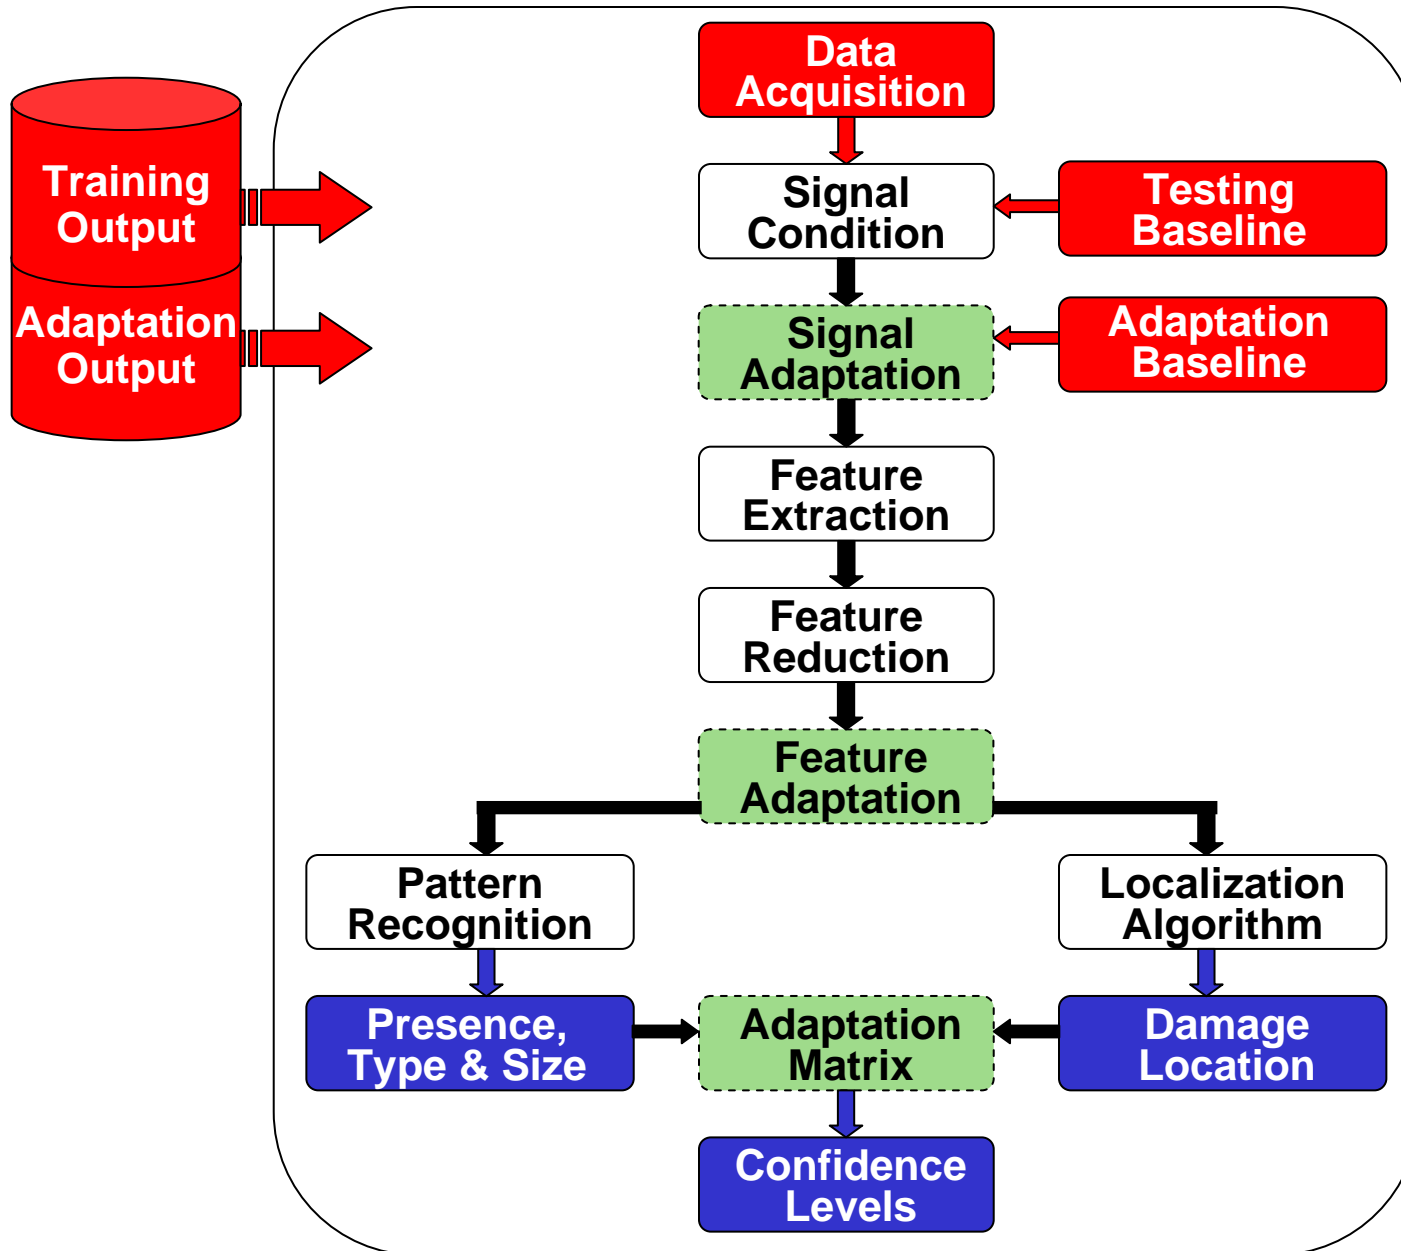 Data
Acquisition
Training
Output
Signal
Condition
Testing
Baseline
Adaptation
Output
Signal
Adaptation
Adaptation
Baseline
Feature
Extraction
Feature
Reduction
Feature
Adaptation
Pattern
Recognition
Localization
Algorithm
Presence,
Type & Size
Adaptation
Matrix
Damage
Location
Confidence
Levels